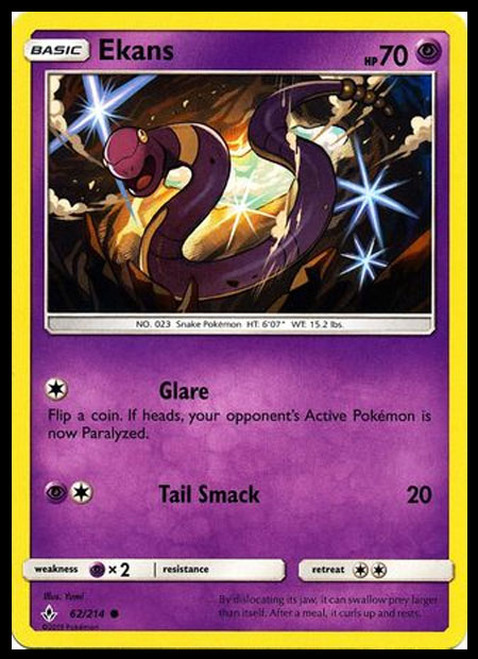 BASIC Ekans HP70
NO. 023 Snake Pokémon HT: 6'07" WT: 15.2 lbs.
Glare
Flip a coin. If heads, your opponent's Active Pokémon is
now Paralyzed.
Tail Smack 20
weakness ×2 resistance retreat
Illus. Yumi
62/214
©2019 Pokémon
By dislocating its jaw, it can swallow prey larger
than itself. After a meal, it curls up and rests.